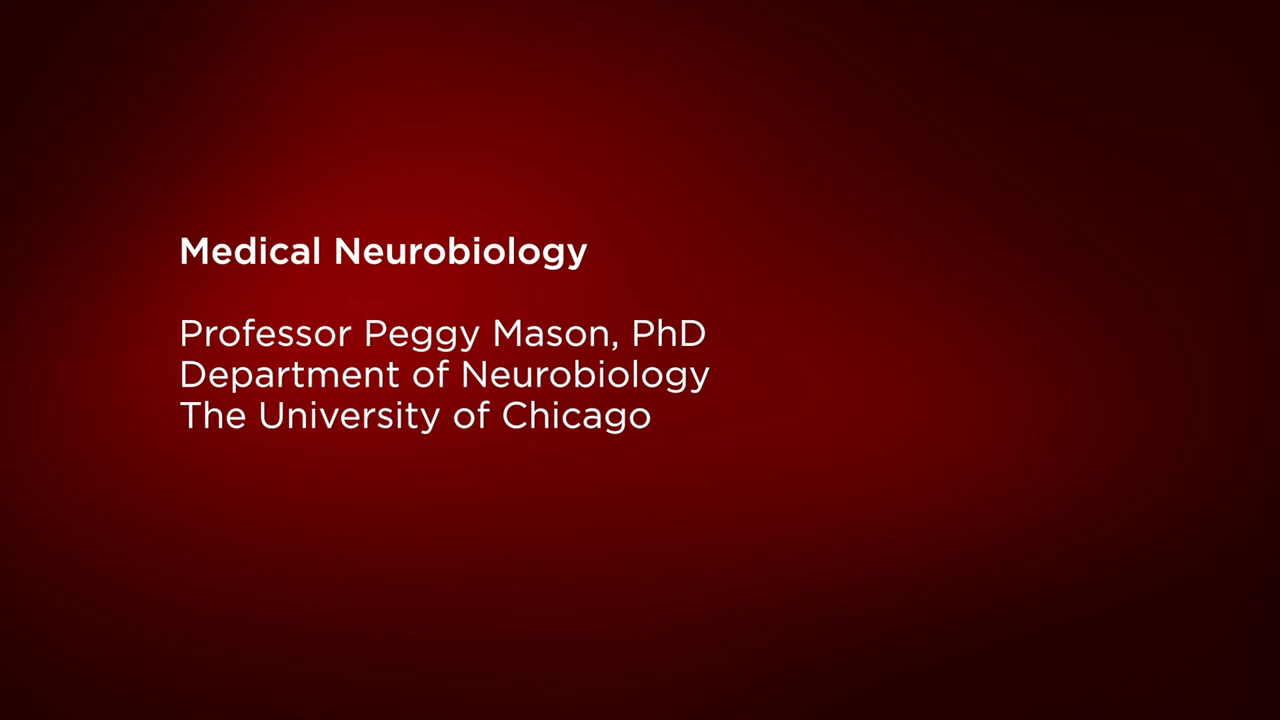 Medical Neurobiology
Professor Peggy Mason, PhD
Department of Neurobiology
The University of Chicago